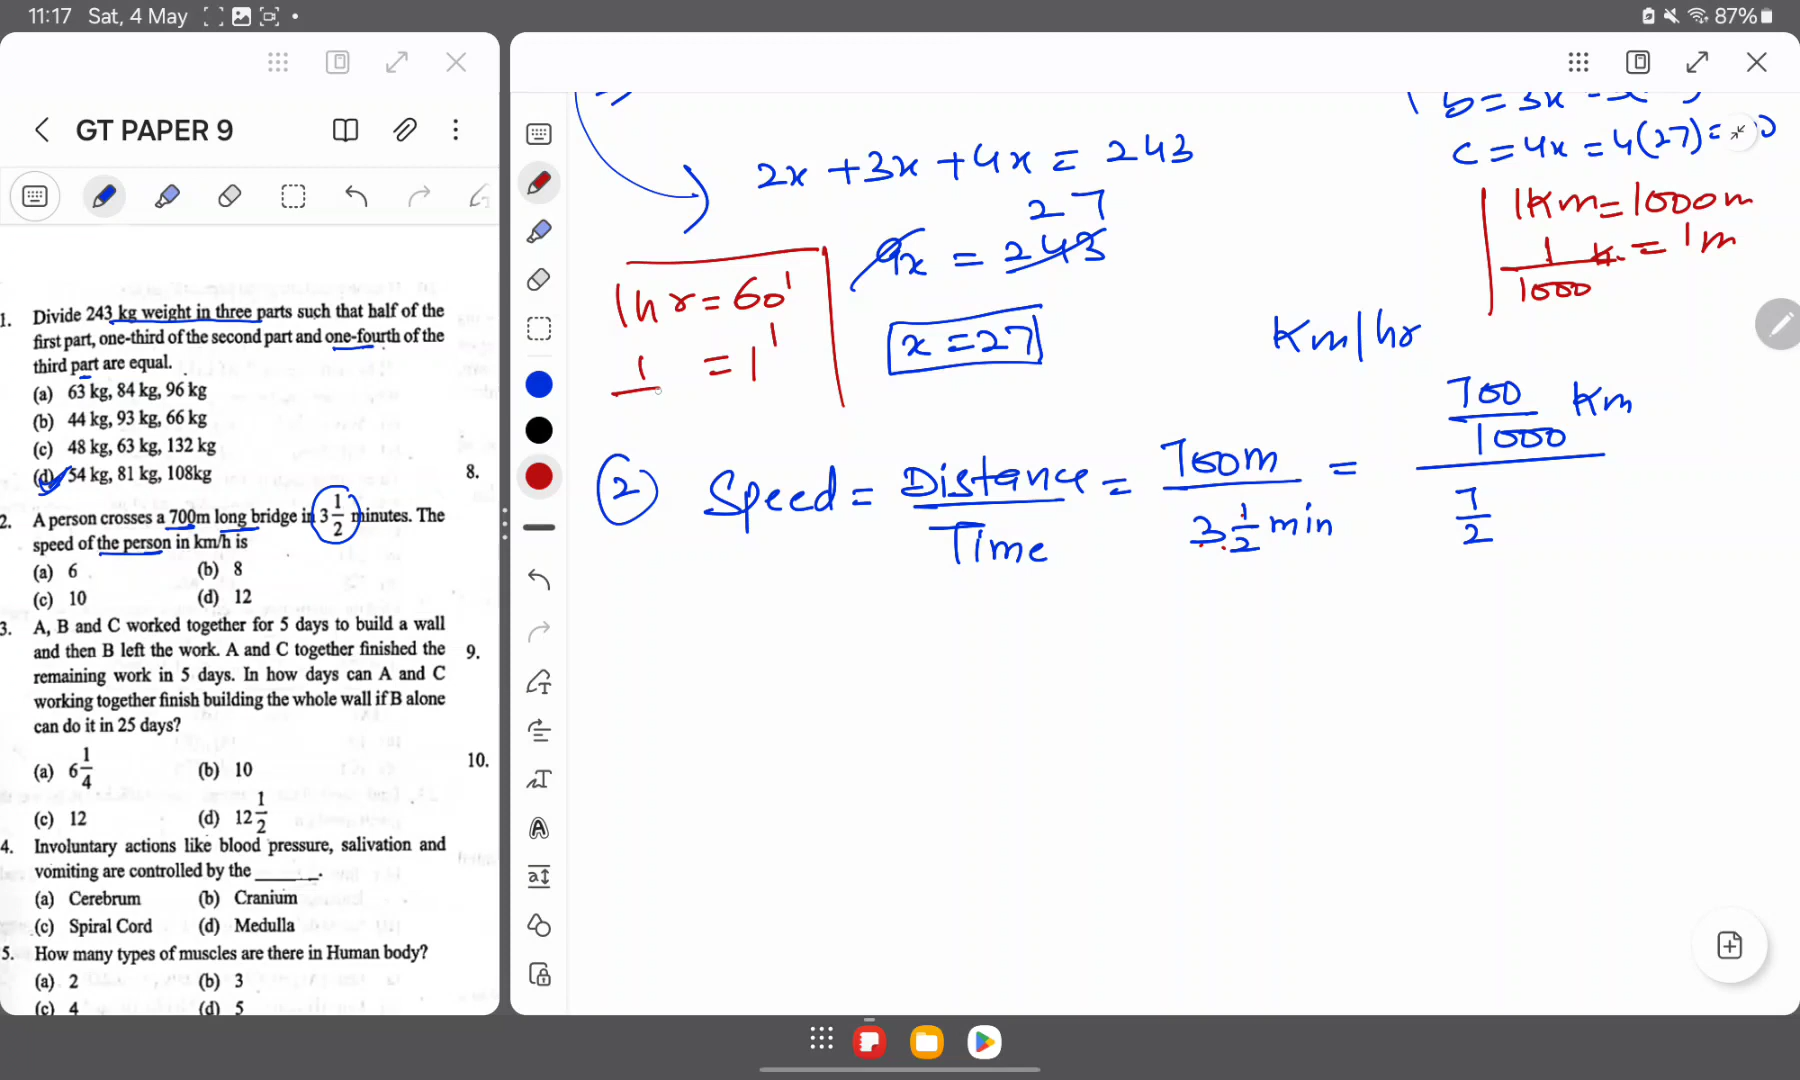 11:17 Sat, 4 May
87%
GT PAPER 9
1. Divide 243 kg weight in three parts such that half of the
first part, one-third of the second part and one-fourth of the
third part are equal.
(a) 63 kg, 84 kg, 96 kg
(b) 44 kg, 93 kg, 66 kg
(c) 48 kg, 63 kg, 132 kg
(d) 54 kg, 81 kg, 108kg
8.
2. A person crosses a 700m long bridge in 3 1/2 minutes. The
speed of the person in km/h is
(a) 6 (b) 8
(c) 10 (d) 12
3. A, B and C worked together for 5 days to build a wall
and then B left the work. A and C together finished the
9.
remaining work in 5 days. In how days can A and C
working together finish building the whole wall if B alone
can do it in 25 days?
(a) 6 1/4 (b) 10
10.
(c) 12 (d) 12 1/2
4. Involuntary actions like blood pressure, salivation and
vomiting are controlled by the ______.
(a) Cerebrum (b) Cranium
(c) Spiral Cord (d) Medulla
5. How many types of muscles are there in Human body?
(a) 2 (b) 3
(c) 4 (d) 5
c = 4x = 4(27) =
2x + 3x + 4x = 243
27
9x = 243
x = 27
1hr = 60'
1 = 1'
1Km = 1000m
1/1000 k = 1m
Km/hr
2 Speed = Distance/Time = 700m / 3 1/2 min = 700/1000 Km / 7/2